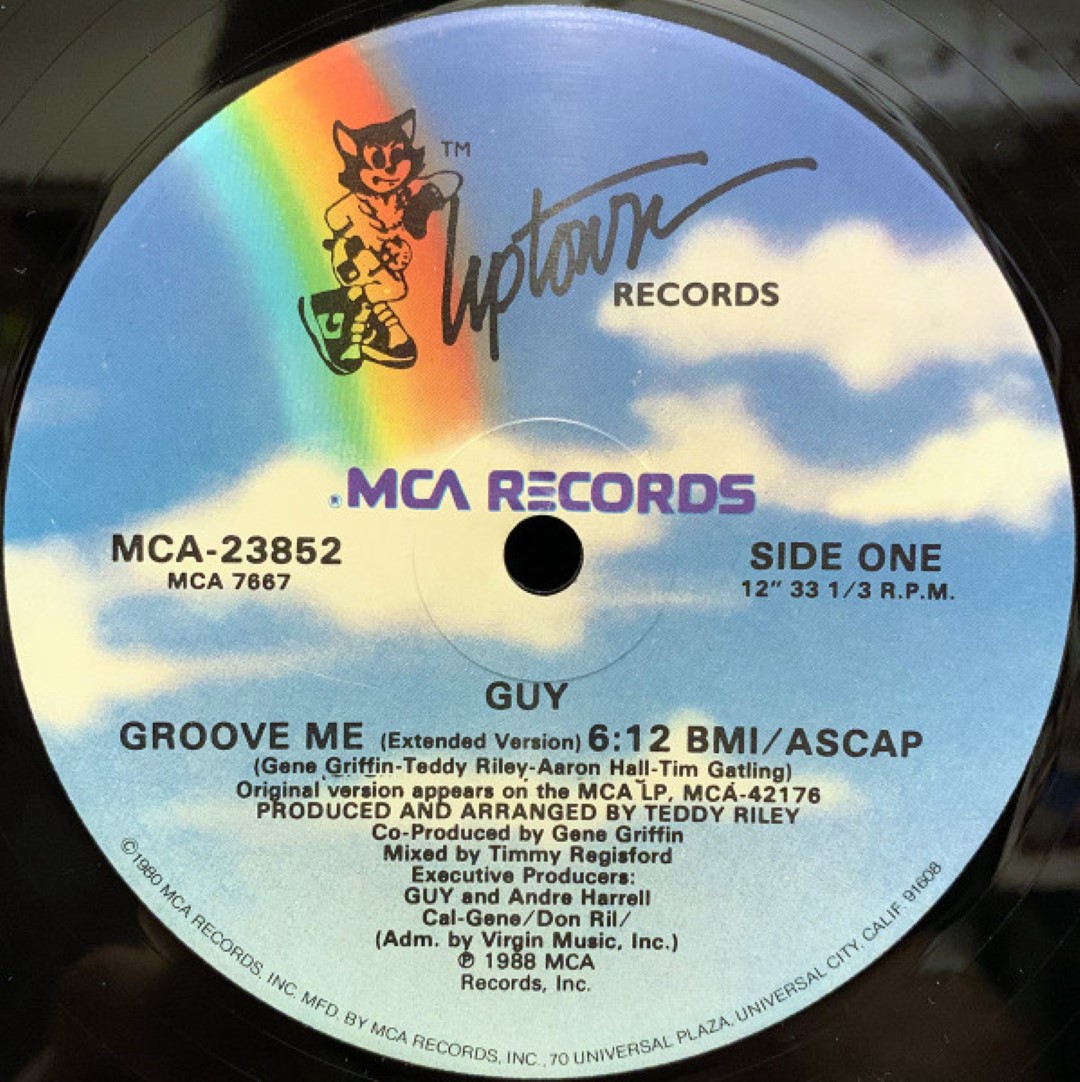 TM
Uptown
RECORDS
® MCA RECORDS
MCA-23852
MCA 7667
SIDE ONE
12" 33 1/3 R.P.M.
GUY
GROOVE ME (Extended Version) 6:12 BMI/ASCAP
(Gene Griffin-Teddy Riley-Aaron Hall-Tim Gatling)
Original version appears on the MCA LP, MCA-42176
PRODUCED AND ARRANGED BY TEDDY RILEY
Co-Produced by Gene Griffin
Mixed by Timmy Regisford
Executive Producers:
GUY and Andre Harrell
Cal-Gene/Don Ril/
(Adm. by Virgin Music, Inc.)
℗ 1988 MCA
Records, Inc.
©1980 MCA RECORDS, INC. MFD. BY MCA RECORDS, INC., 70 UNIVERSAL PLAZA, UNIVERSAL CITY, CALIF. 91608